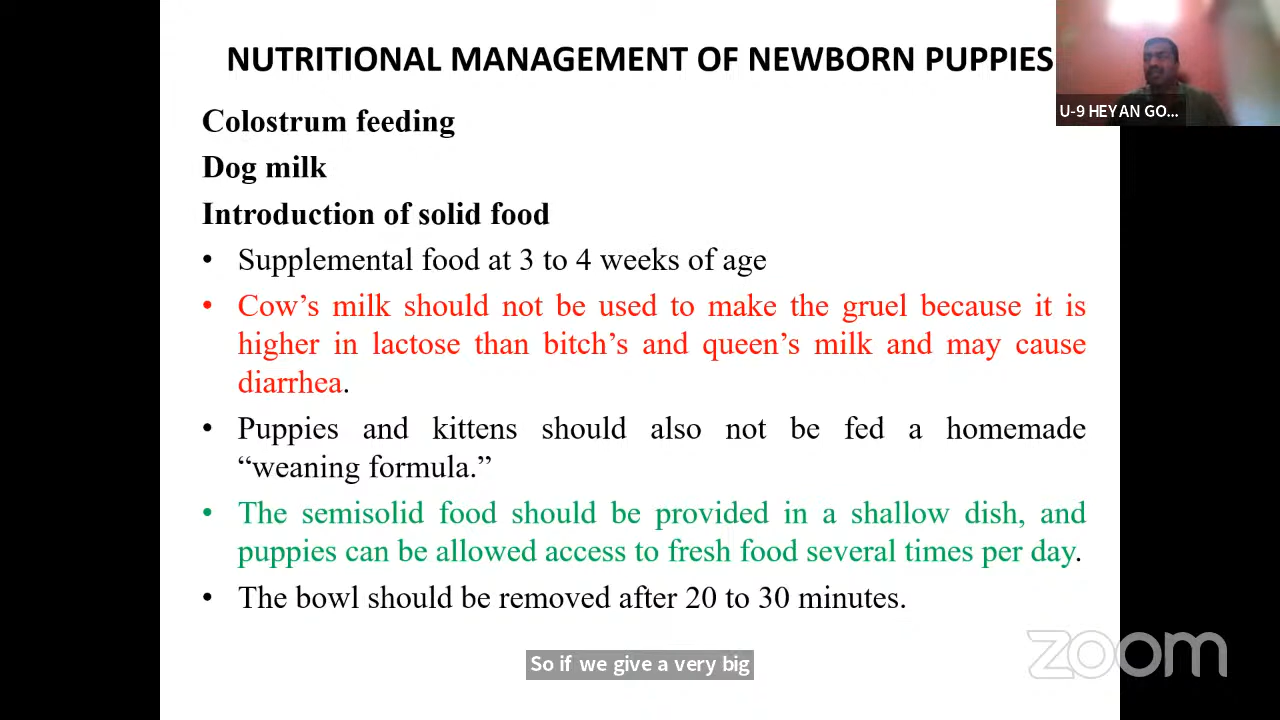 NUTRITIONAL MANAGEMENT OF NEWBORN PUPPIES
U-9 HEYAN GO...
Colostrum feeding
Dog milk
Introduction of solid food
• Supplemental food at 3 to 4 weeks of age
• Cow’s milk should not be used to make the gruel because it is
higher in lactose than bitch’s and queen’s milk and may cause
diarrhea.
• Puppies and kittens should also not be fed a homemade
“weaning formula.”
• The semisolid food should be provided in a shallow dish, and
puppies can be allowed access to fresh food several times per day.
• The bowl should be removed after 20 to 30 minutes.
zoom
So if we give a very big